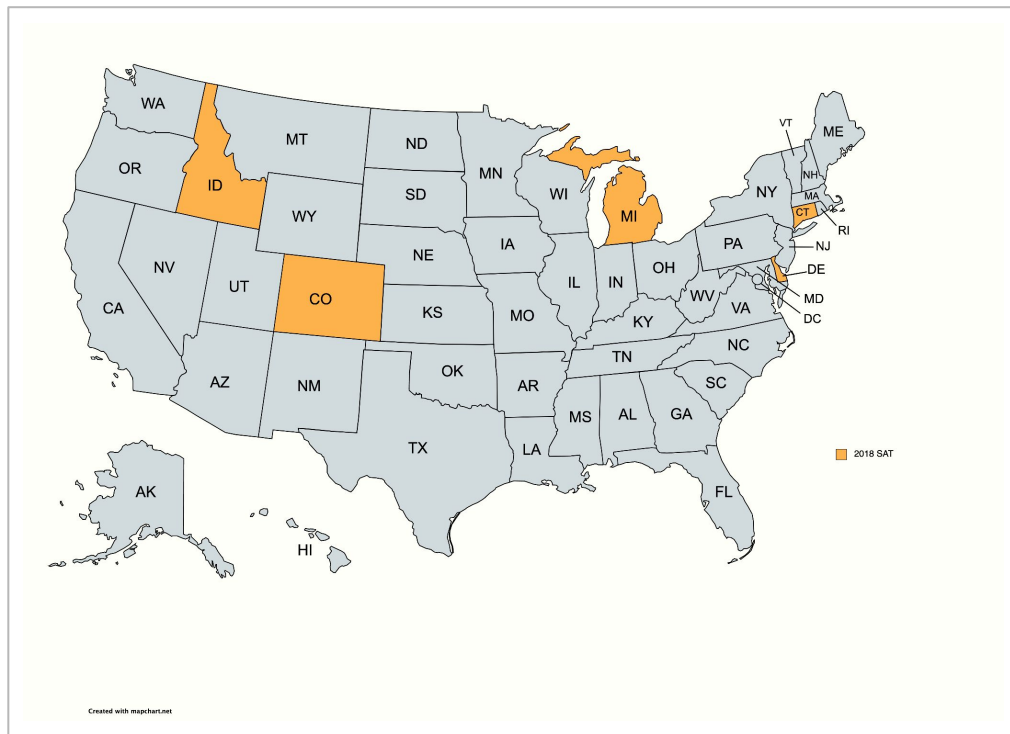 WA
MT
ND
MN
OR
ID
SD
WI
MI
WY
VT
ME
NH
NY
MA
CT
RI
IA
NE
PA
NJ
NV
UT
CO
IL
IN
OH
DE
MD
DC
WV
VA
CA
KS
MO
KY
NC
TN
AZ
NM
OK
AR
SC
MS
AL
GA
TX
LA
2018 SAT
FL
AK
HI
Created with mapchart.net